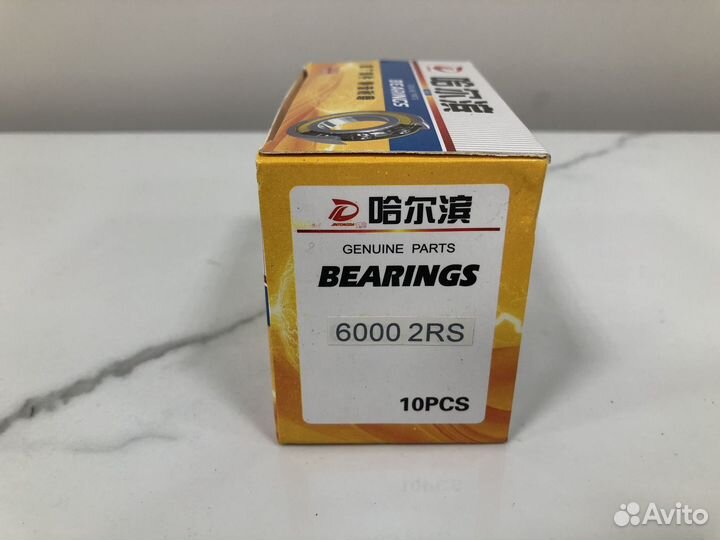 BEARINGS
哈尔滨
哈尔滨
GENUINE PARTS
BEARINGS
6000 2RS
10PCS
Avito